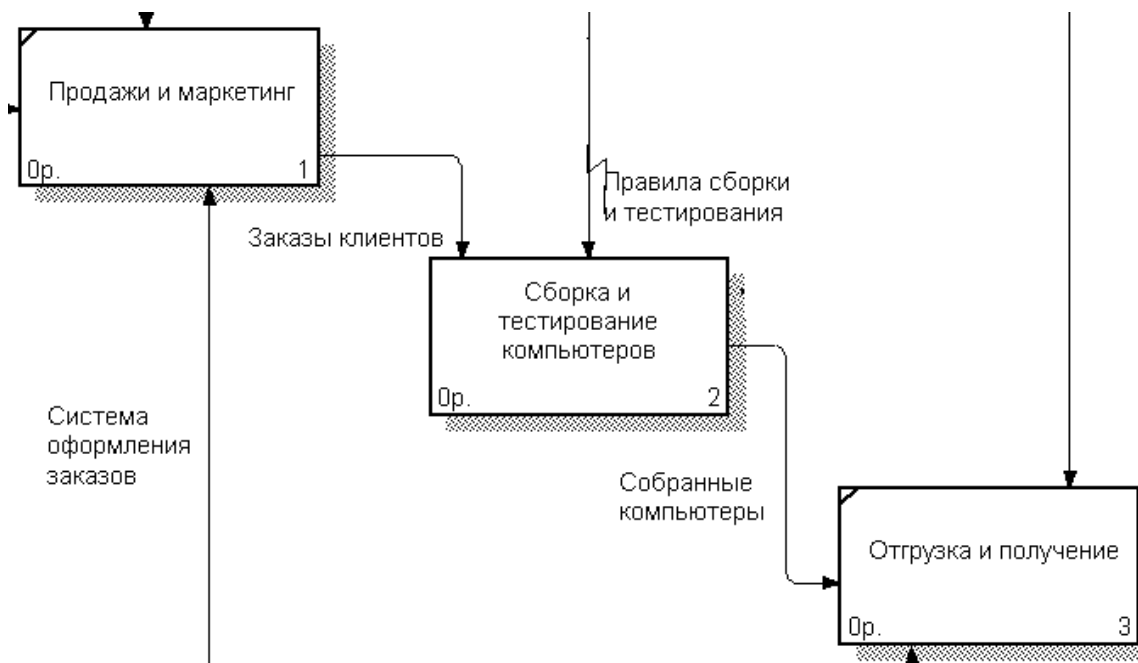 Продажи и маркетинг
0р.
1
Правила сборки
и тестирования
Заказы клиентов
Сборка и
тестирование
компьютеров
0р.
2
Система
оформления
заказов
Собранные
компьютеры
Отгрузка и получение
0р.
3